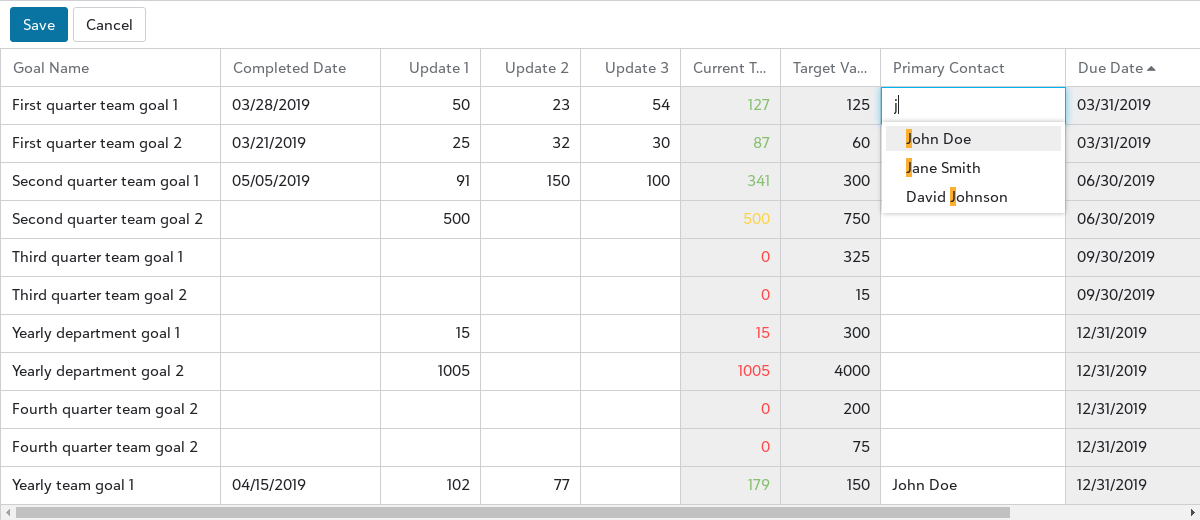 Save Cancel
Goal Name Completed Date Update 1 Update 2 Update 3 Current T... Target Va... Primary Contact Due Date
First quarter team goal 1 03/28/2019 50 23 54 127 125 j 03/31/2019
First quarter team goal 2 03/21/2019 25 32 30 87 60 John Doe 03/31/2019
Second quarter team goal 1 05/05/2019 91 150 100 341 300 Jane Smith 06/30/2019
David Johnson
Second quarter team goal 2 500 500 750 06/30/2019
Third quarter team goal 1 0 325 09/30/2019
Third quarter team goal 2 0 15 09/30/2019
Yearly department goal 1 15 15 300 12/31/2019
Yearly department goal 2 1005 1005 4000 12/31/2019
Fourth quarter team goal 2 0 200 12/31/2019
Fourth quarter team goal 2 0 75 12/31/2019
Yearly team goal 1 04/15/2019 102 77 179 150 John Doe 12/31/2019